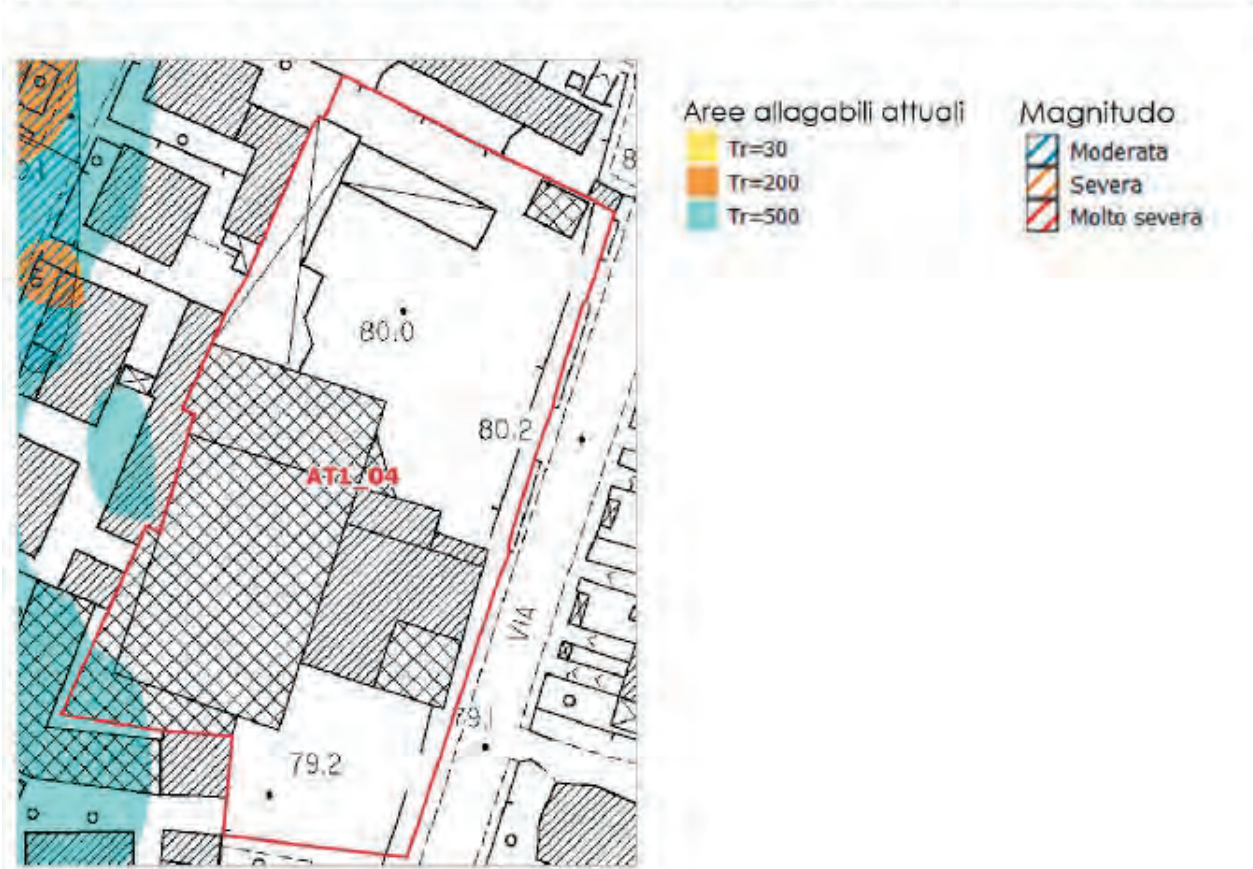 Aree allagabili attuali
Tr=30
Tr=200
Tr=500
Magnitudo
Moderata
Severa
Molto severa
80.0
80.2
AT1_04
VIA
79.1
79.2